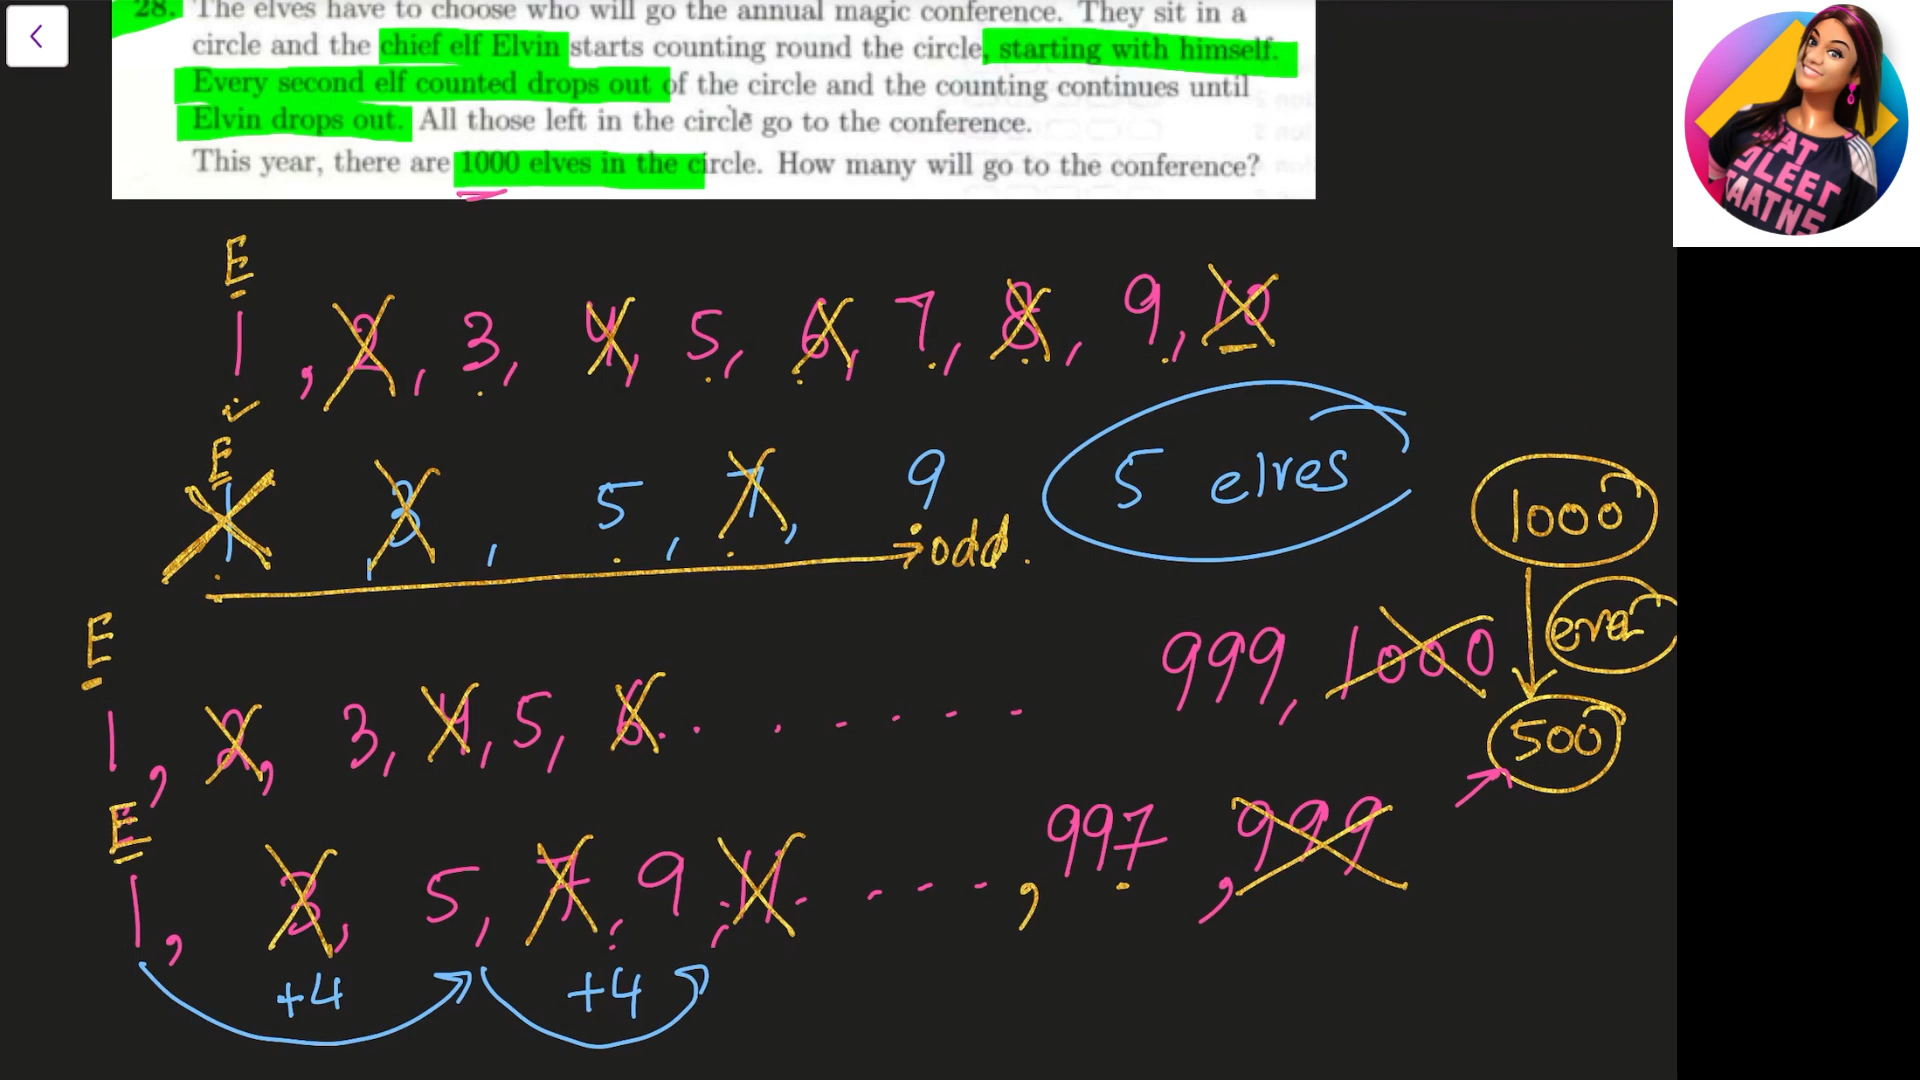 28. The elves have to choose who will go the annual magic conference. They sit in a
circle and the chief elf Elvin starts counting round the circle, starting with himself.
Every second elf counted drops out of the circle and the counting continues until
Elvin drops out. All those left in the circle go to the conference.
This year, there are 1000 elves in the circle. How many will go to the conference?
E
1, 2, 3, 4, 5, 6, 7, 8, 9, 10
E
1, 3, 5, 7, 9
odd.
5 elves
1000
even
500
E
1, 2, 3, 4, 5, 6 . . . . . . 999, 1000
E
1, 3, 5, 7, 9, 11 . - - - , 997, 999
+4 +4